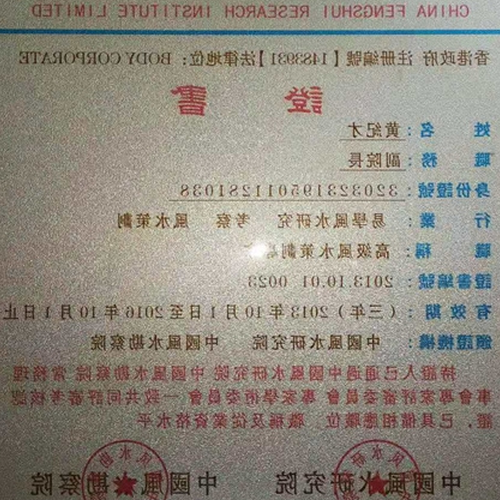 CHINA FENGSHUI RESEARCH INSTITUTE LIMITED
香港政府 注册編號【1483931】法律地位：BODY CORPORATE
證 書
姓 名：黄紀才
職 務：副院長
身份證號：320323195011281038
行 業：易學風水研究 考察 風水策劃
職 稱：高級風水策劃
證書編號：2013.10.01 0023
有 效 期：（三年）2013年10月1日至2016年10月1日止
頒證機構：中國風水研究院 中國風水勘察院
持證人已通過中國風水研究院 中國風水勘察院 常務理
事會專家評審委員會 專家學術委員會 一致共同評審考核認
證，已具備相應職位、職稱及從業資格水平
中國風水研究院 中國風水勘察院